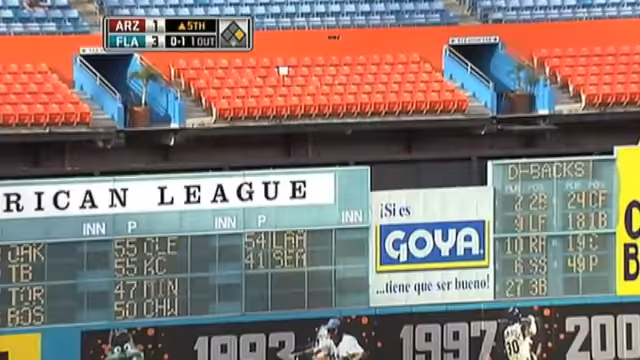 ARZ 1 ▲5TH
FLA 3 0-1 1 OUT
RICAN LEAGUE
INN P INN P INN
OAK 55 CLE 54 LAA
TB 55 KC 41 SEA
TOR 47 MIN
BOS 50 CHW
¡Si es
GOYA
...tiene que ser bueno!
D-BACKS
PLR POS PLR POS
2 2B 24 CF
9 LF 18 1B
10 RF 19 C
6 SS 49 P
27 3B
1993 1997 200